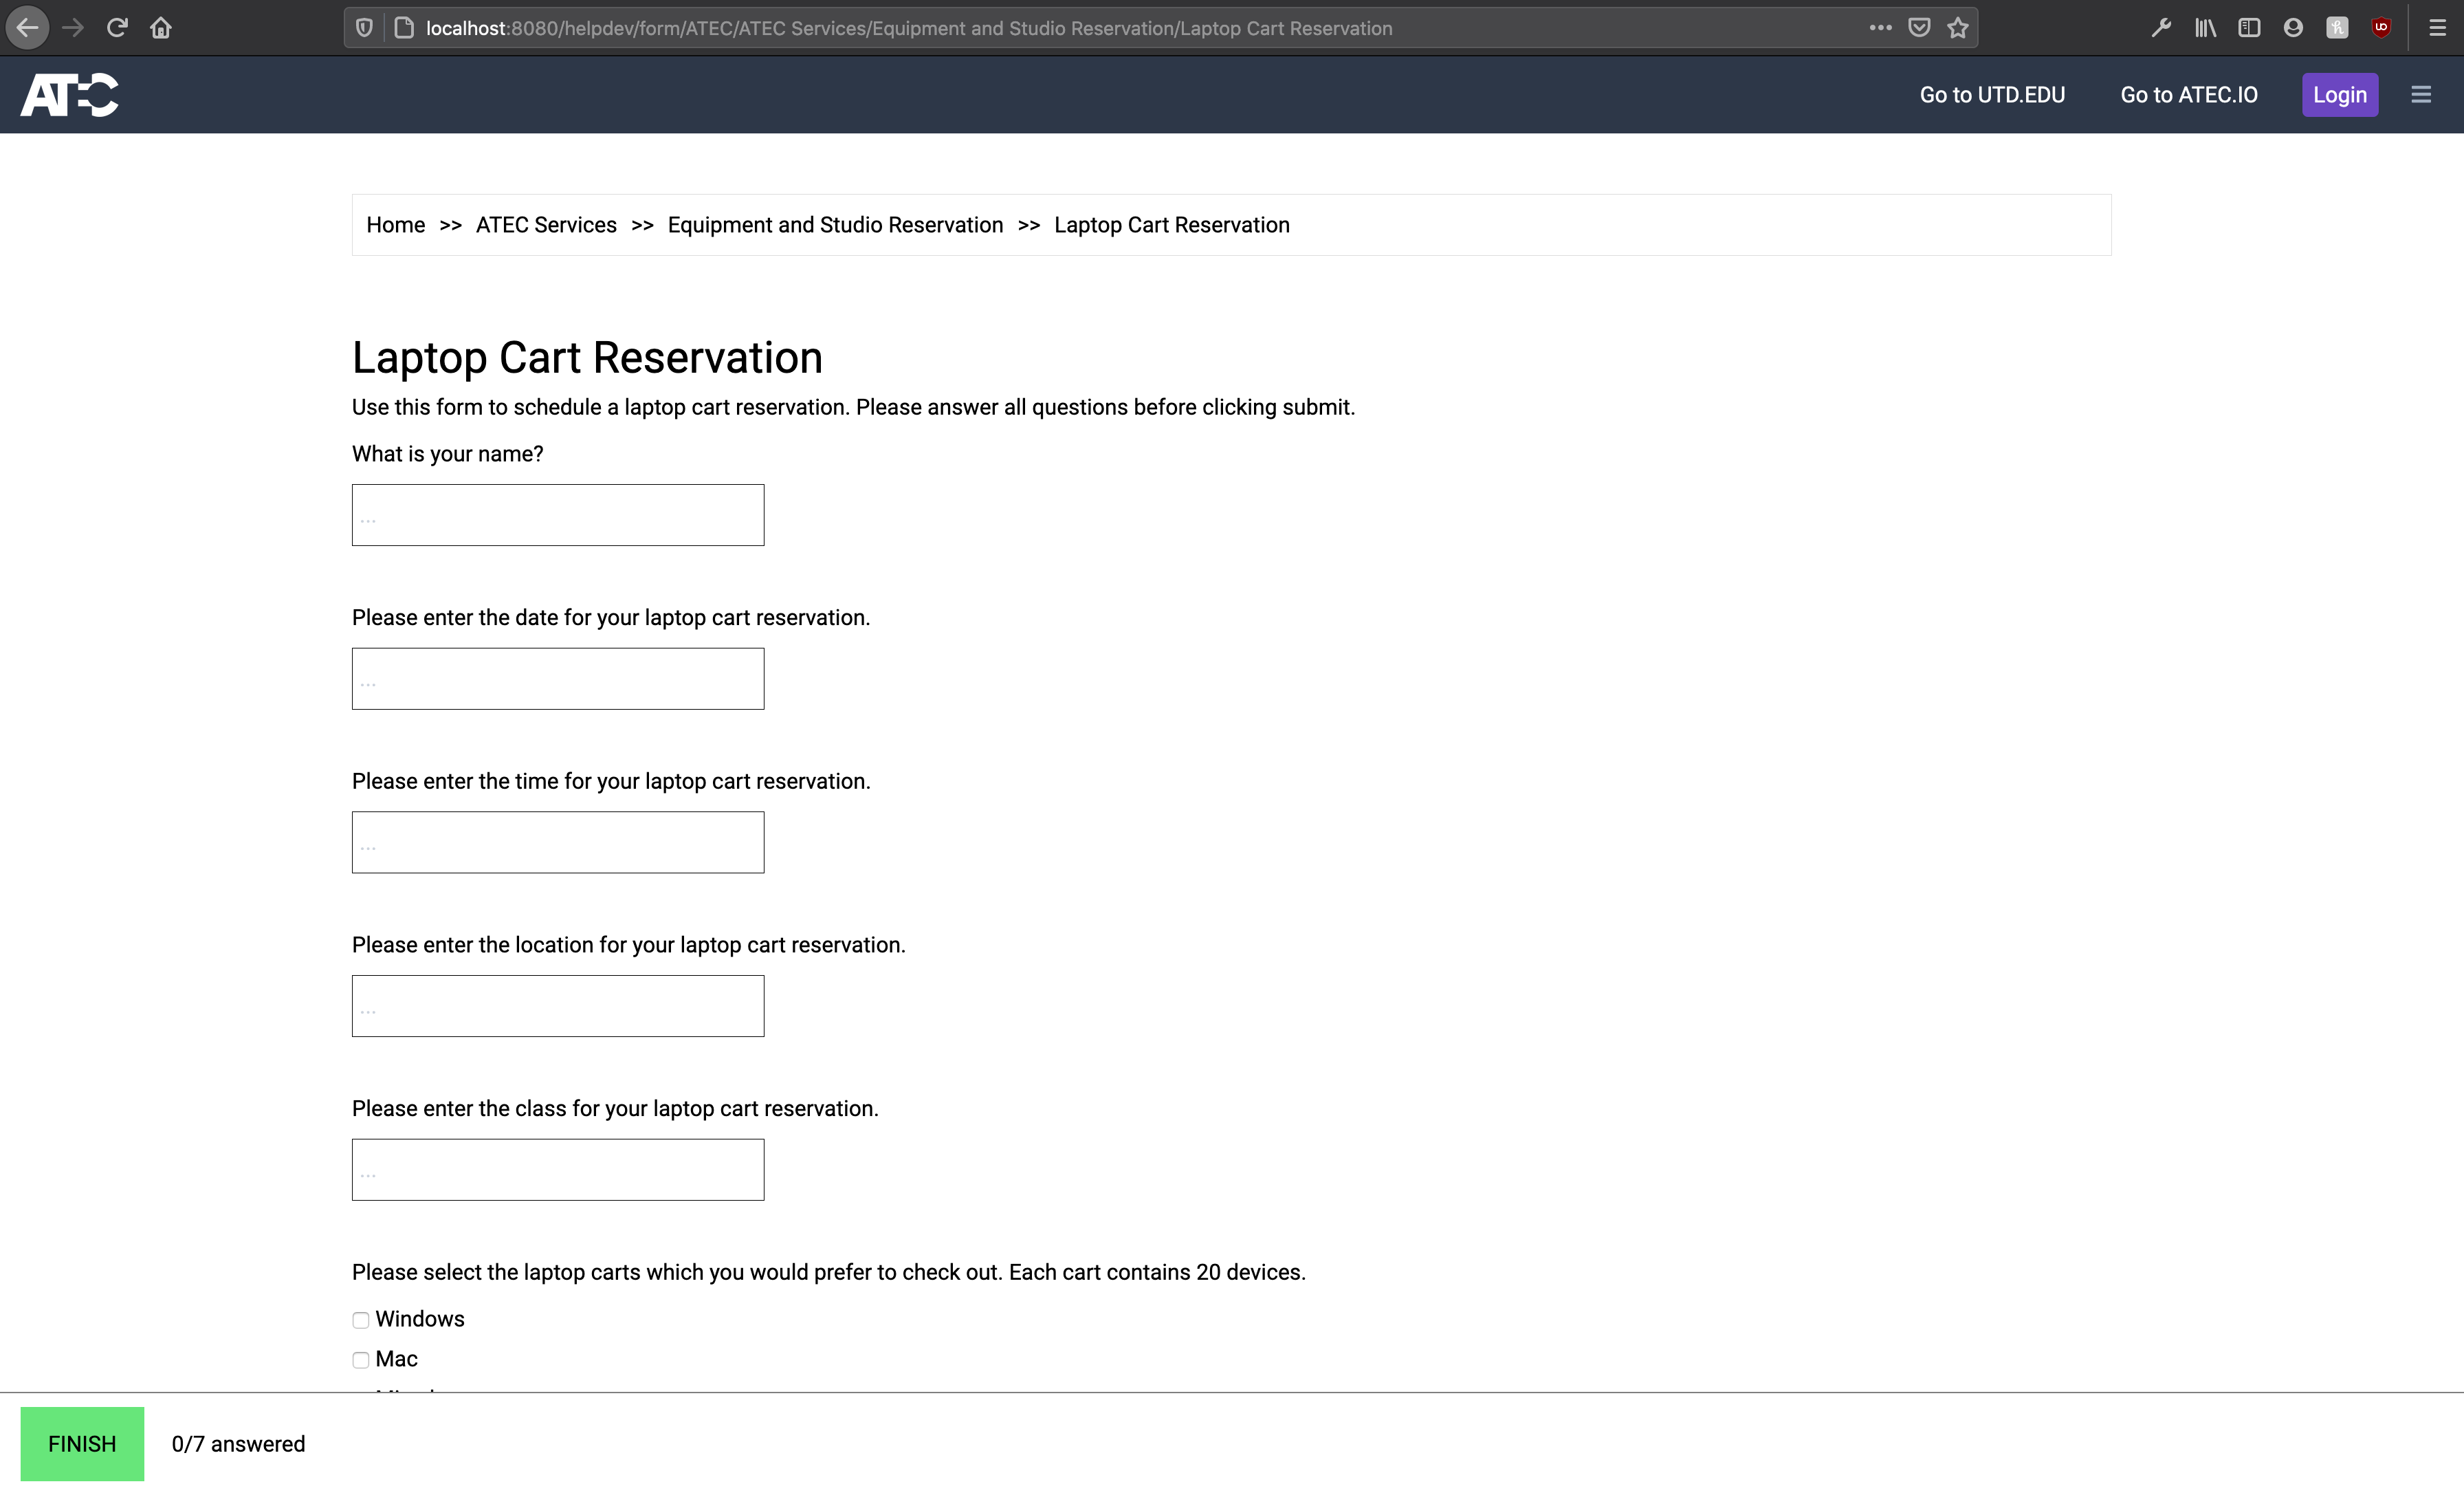 localhost:8080/helpdev/form/ATEC/ATEC Services/Equipment and Studio Reservation/Laptop Cart Reservation
ATEC
Go to UTD.EDU
Go to ATEC.IO
Login
Home >> ATEC Services >> Equipment and Studio Reservation >> Laptop Cart Reservation
Laptop Cart Reservation
Use this form to schedule a laptop cart reservation. Please answer all questions before clicking submit.
What is your name?
...
Please enter the date for your laptop cart reservation.
...
Please enter the time for your laptop cart reservation.
...
Please enter the location for your laptop cart reservation.
...
Please enter the class for your laptop cart reservation.
...
Please select the laptop carts which you would prefer to check out. Each cart contains 20 devices.
Windows
Mac
FINISH
0/7 answered